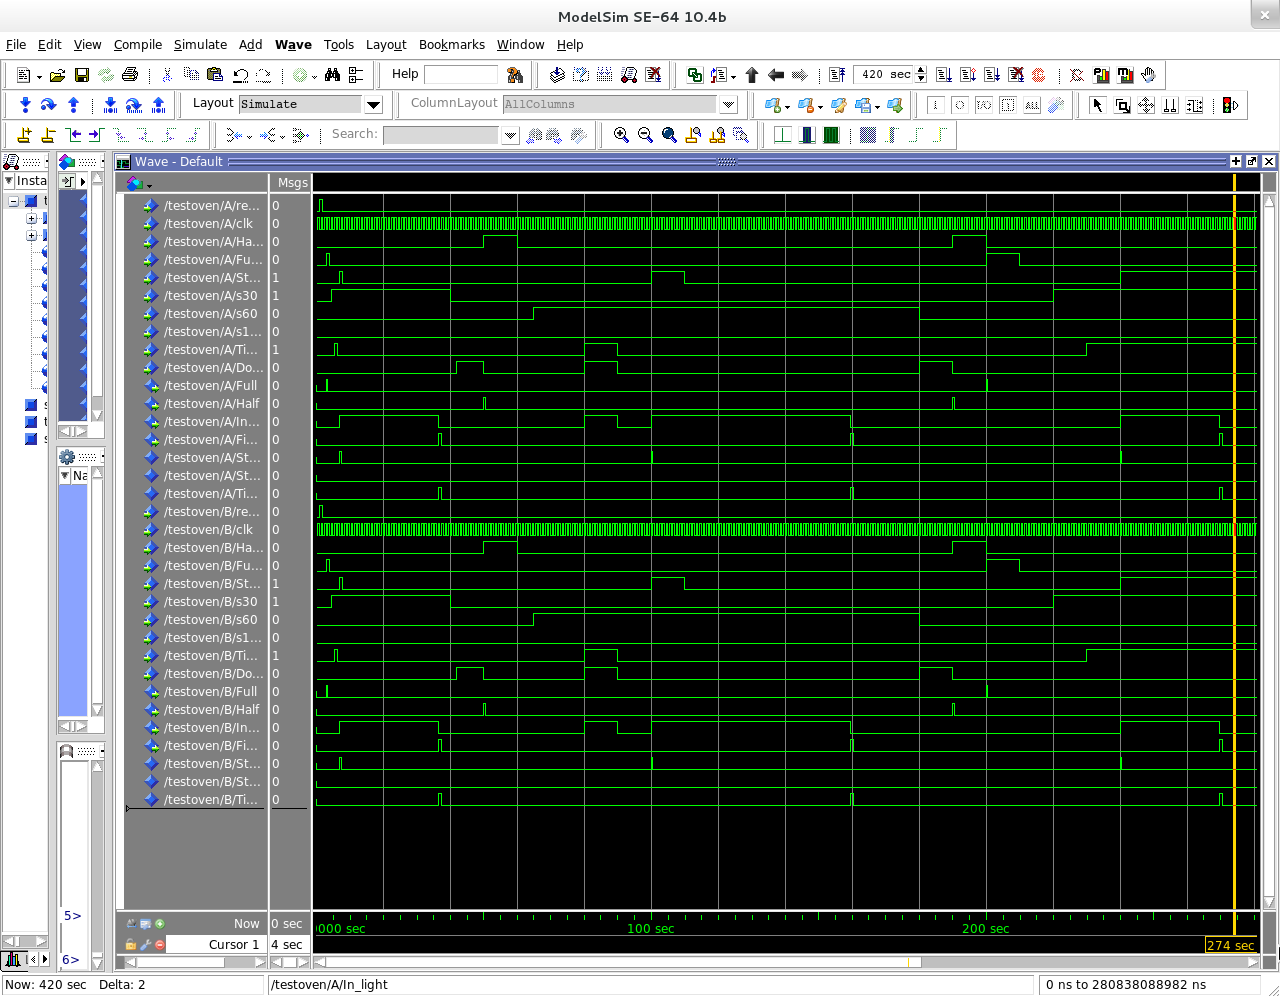 ModelSim SE-64 10.4b
File Edit View Compile Simulate Add Wave Tools Layout Bookmarks Window Help
Help 420 sec
Layout Simulate ColumnLayout AllColumns
Search:
Wave - Default
Insta
Msgs
/testoven/A/re... 0
/testoven/A/clk 0
/testoven/A/Ha... 0
/testoven/A/Fu... 0
/testoven/A/St... 1
/testoven/A/s30 1
/testoven/A/s60 0
/testoven/A/s1... 0
/testoven/A/Ti... 1
/testoven/A/Do... 0
/testoven/A/Full 0
/testoven/A/Half 0
/testoven/A/In... 0
/testoven/A/Fi... 0
/testoven/A/St... 0
/testoven/A/St... 0
/testoven/A/Ti... 0
/testoven/B/re... 0
/testoven/B/clk 0
/testoven/B/Ha... 0
/testoven/B/Fu... 0
/testoven/B/St... 1
/testoven/B/s30 1
/testoven/B/s60 0
/testoven/B/s1... 0
/testoven/B/Ti... 1
/testoven/B/Do... 0
/testoven/B/Full 0
/testoven/B/Half 0
/testoven/B/In... 0
/testoven/B/Fi... 0
/testoven/B/St... 0
/testoven/B/St... 0
/testoven/B/Ti... 0
Na
5>
6>
Now 0 sec
0000 sec 100 sec 200 sec
Cursor 1 4 sec
274 sec
Now: 420 sec Delta: 2 /testoven/A/In_light 0 ns to 280838088982 ns